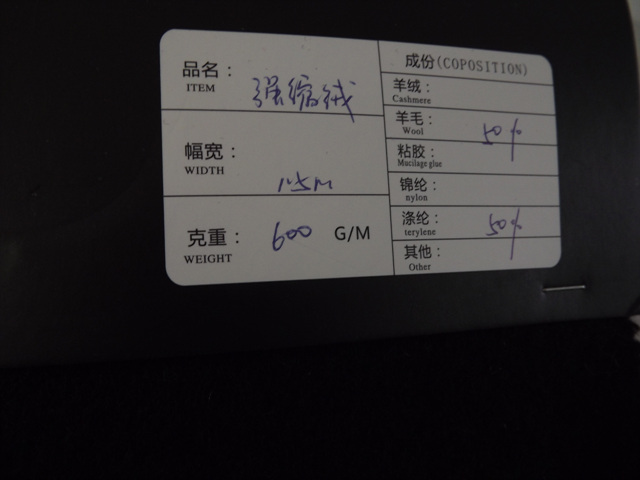 品名： 强缩绒
ITEM
幅宽： 1.5M
WIDTH
克重： 600 G/M
WEIGHT
成份(COPOSITION)
羊绒：
Cashmere
羊毛： 50%
Wool
粘胶：
Mucilage glue
锦纶：
nylon
涤纶： 50%
terylene
其他：
Other